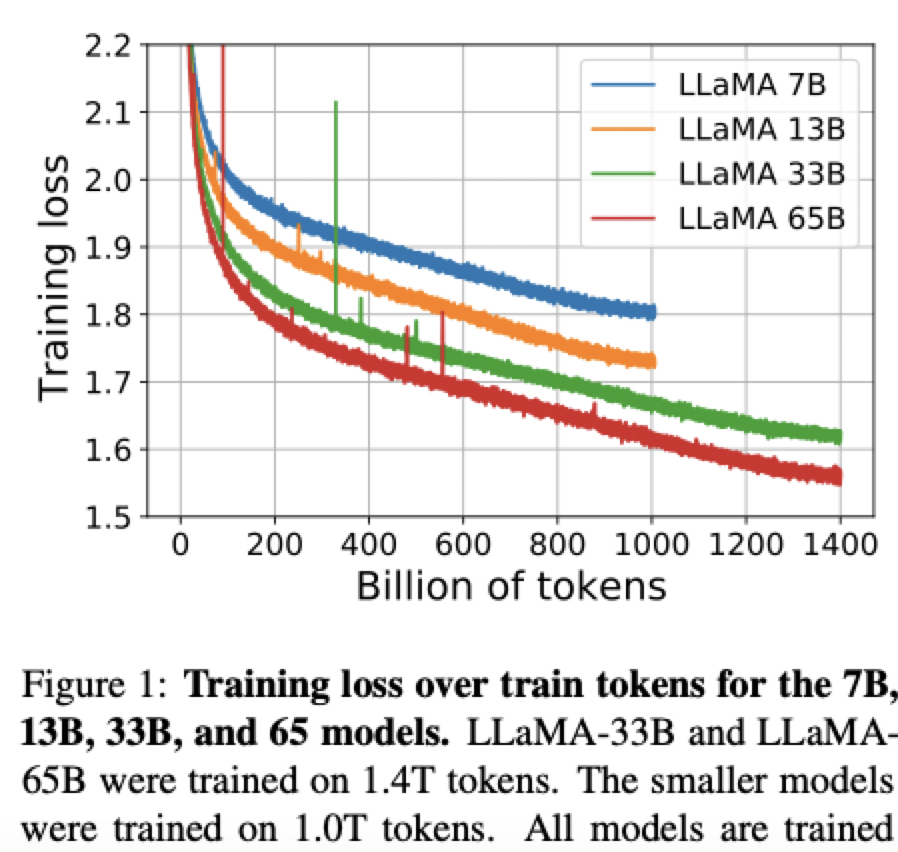 2.2
2.1
2.0
1.9
1.8
1.7
1.6
1.5
Training loss
LLaMA 7B
LLaMA 13B
LLaMA 33B
LLaMA 65B
0 200 400 600 800 1000 1200 1400
Billion of tokens
Figure 1: Training loss over train tokens for the 7B,
13B, 33B, and 65 models. LLaMA-33B and LLaMA-
65B were trained on 1.4T tokens. The smaller models
were trained on 1.0T tokens. All models are trained